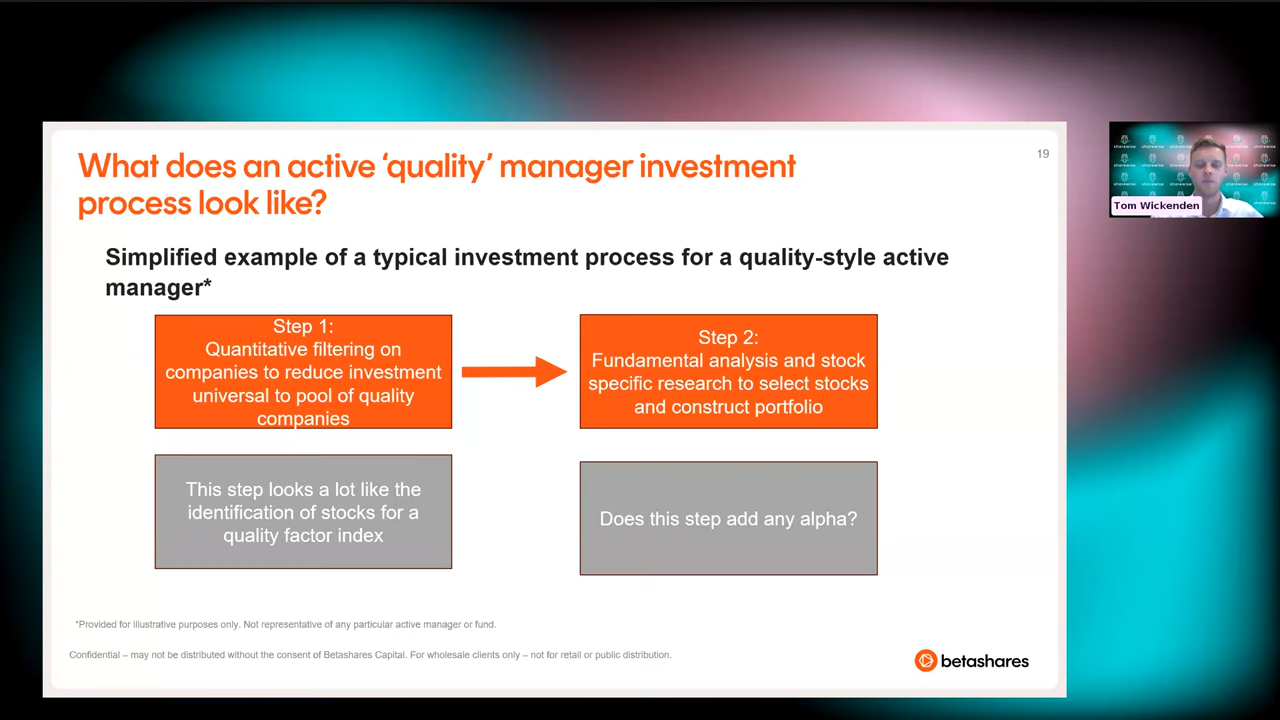 19
What does an active ‘quality’ manager investment
process look like?
Simplified example of a typical investment process for a quality-style active
manager*
Step 1:
Quantitative filtering on
companies to reduce investment
universal to pool of quality
companies
Step 2:
Fundamental analysis and stock
specific research to select stocks
and construct portfolio
This step looks a lot like the
identification of stocks for a
quality factor index
Does this step add any alpha?
*Provided for illustrative purposes only. Not representative of any particular active manager or fund.
Confidential – may not be distributed without the consent of Betashares Capital. For wholesale clients only – not for retail or public distribution.
betashares
Tom Wickenden